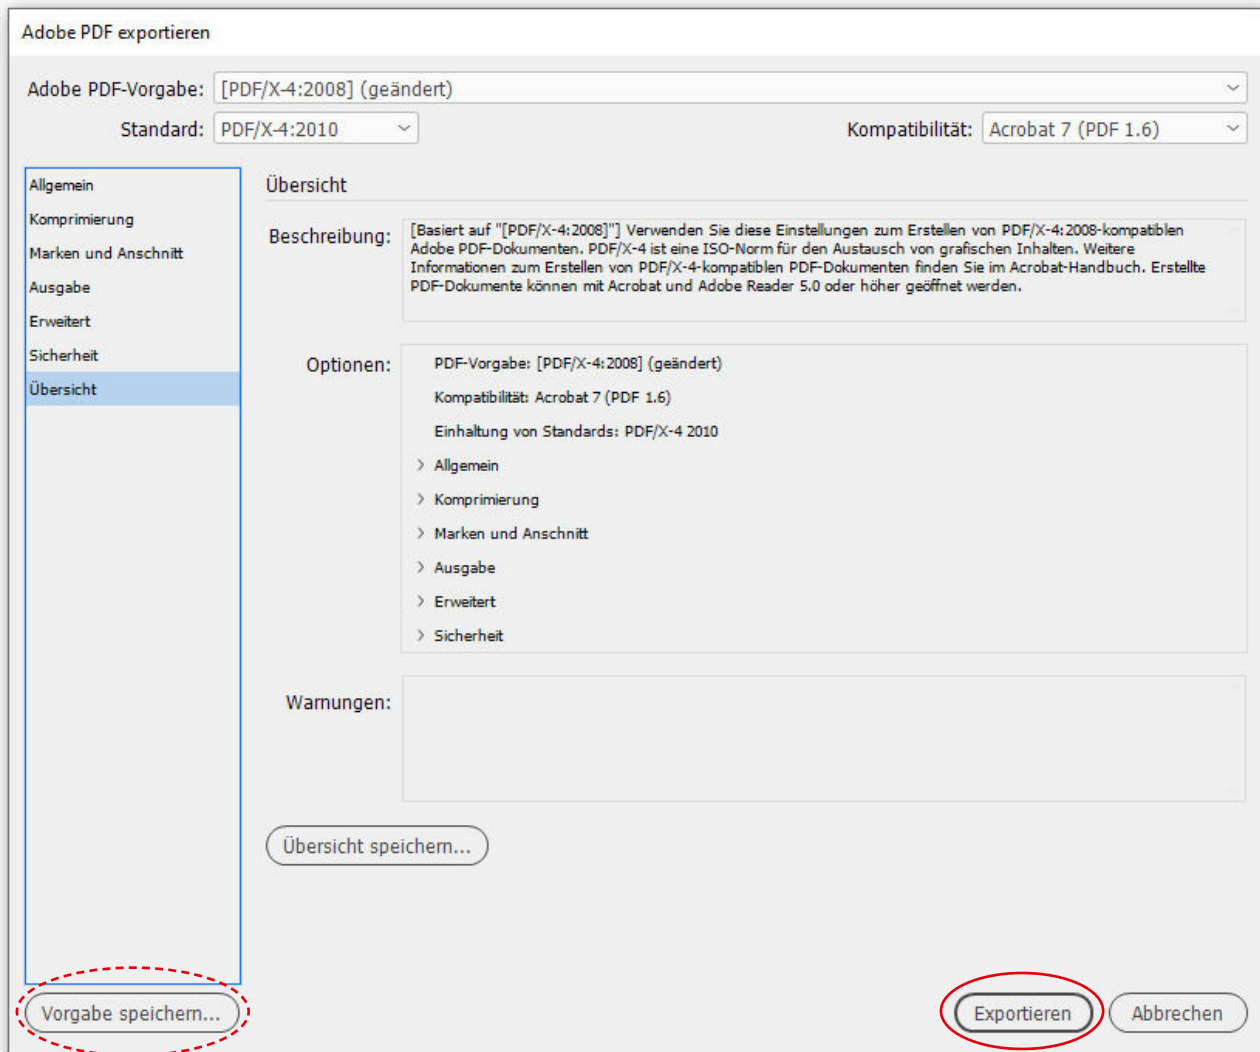 Adobe PDF exportieren
Adobe PDF-Vorgabe: [PDF/X-4:2008] (geändert)
Standard: PDF/X-4:2010 Kompatibilität: Acrobat 7 (PDF 1.6)
Allgemein
Komprimierung
Marken und Anschnitt
Ausgabe
Erweitert
Sicherheit
Übersicht
Übersicht
Beschreibung: [Basiert auf "[PDF/X-4:2008]"] Verwenden Sie diese Einstellungen zum Erstellen von PDF/X-4:2008-kompatiblen
Adobe PDF-Dokumenten. PDF/X-4 ist eine ISO-Norm für den Austausch von grafischen Inhalten. Weitere
Informationen zum Erstellen von PDF/X-4-kompatiblen PDF-Dokumenten finden Sie im Acrobat-Handbuch. Erstellte
PDF-Dokumente können mit Acrobat und Adobe Reader 5.0 oder höher geöffnet werden.
Optionen: PDF-Vorgabe: [PDF/X-4:2008] (geändert)
Kompatibilität: Acrobat 7 (PDF 1.6)
Einhaltung von Standards: PDF/X-4 2010
> Allgemein
> Komprimierung
> Marken und Anschnitt
> Ausgabe
> Erweitert
> Sicherheit
Warnungen:
Übersicht speichern...
Vorgabe speichern... Exportieren Abbrechen